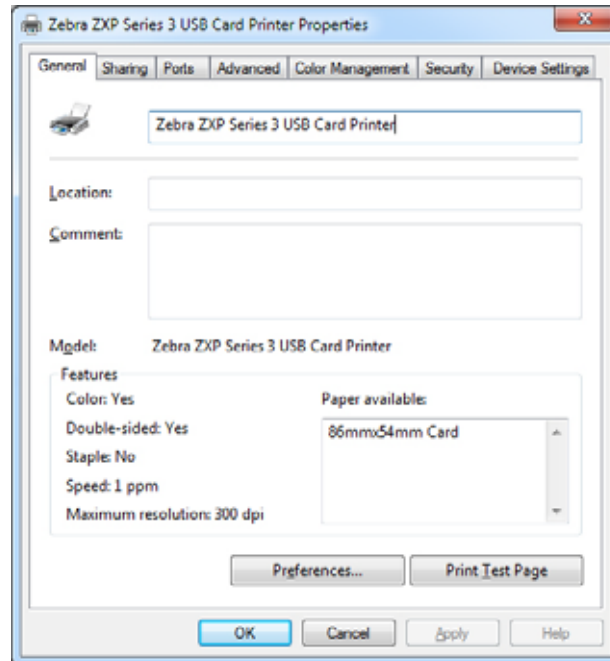 Zebra ZXP Series 3 USB Card Printer Properties
General Sharing Ports Advanced Color Management Security Device Settings
Zebra ZXP Series 3 USB Card Printer
Location:
Comment:
Model: Zebra ZXP Series 3 USB Card Printer
Features
Color: Yes Paper available:
Double-sided: Yes 86mmx54mm Card
Staple: No
Speed: 1 ppm
Maximum resolution: 300 dpi
Preferences... Print Test Page
OK Cancel Apply Help